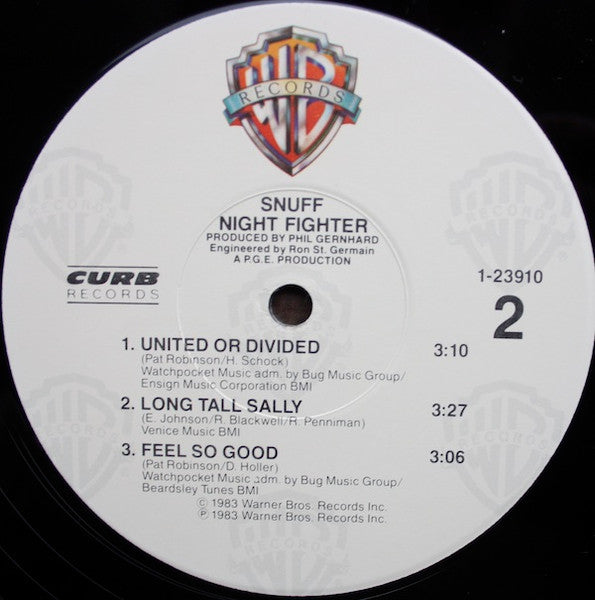 WB
RECORDS
®
SNUFF
NIGHT FIGHTER
PRODUCED BY PHIL GERNHARD
Engineered by Ron St. Germain
A P.G.E. PRODUCTION
CURB
RECORDS
1-23910
2
1. UNITED OR DIVIDED 3:10
(Pat Robinson/H. Schock)
Watchpocket Music adm. by Bug Music Group/
Ensign Music Corporation BMI
2. LONG TALL SALLY 3:27
(E. Johnson/R. Blackwell/R. Penniman)
Venice Music BMI
3. FEEL SO GOOD 3:06
(Pat Robinson/D. Holler)
Watchpocket Music adm. by Bug Music Group/
Beardsley Tunes BMI
© 1983 Warner Bros. Records Inc.
℗ 1983 Warner Bros. Records Inc.